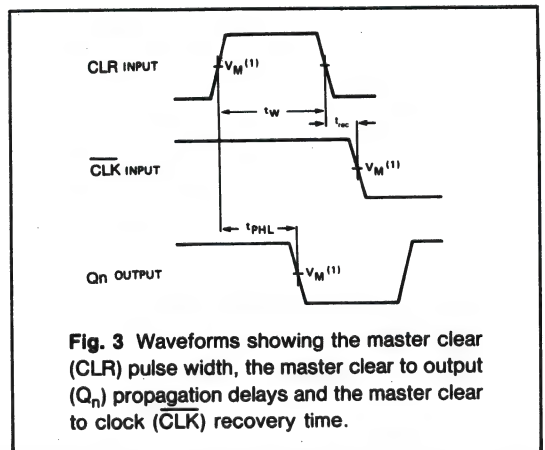 CLR INPUT
VM(1)
tW
trec
CLK INPUT
VM(1)
tPHL
Qn OUTPUT
VM(1)
Fig. 3 Waveforms showing the master clear
(CLR) pulse width, the master clear to output
(Qn) propagation delays and the master clear
to clock (CLK) recovery time.